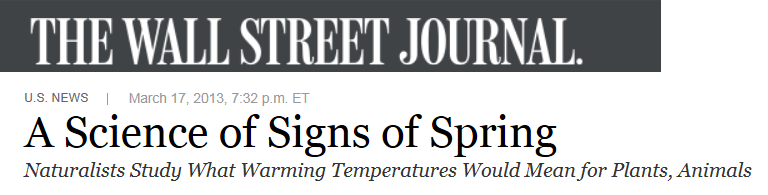 THE WALL STREET JOURNAL.
U.S. NEWS | March 17, 2013, 7:32 p.m. ET
A Science of Signs of Spring
Naturalists Study What Warming Temperatures Would Mean for Plants, Animals